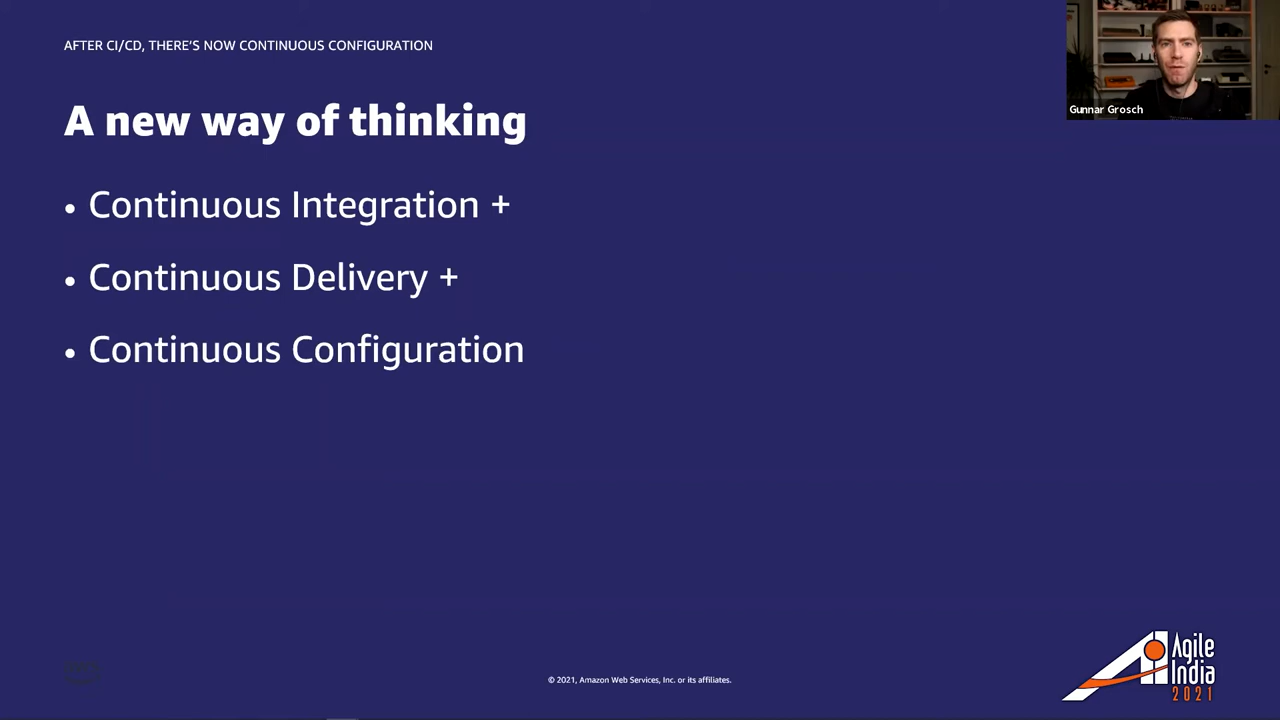 AFTER CI/CD, THERE'S NOW CONTINUOUS CONFIGURATION
Gunnar Grosch
A new way of thinking
• Continuous Integration +
• Continuous Delivery +
• Continuous Configuration
© 2021, Amazon Web Services, Inc. or its affiliates.
Agile
India
2021